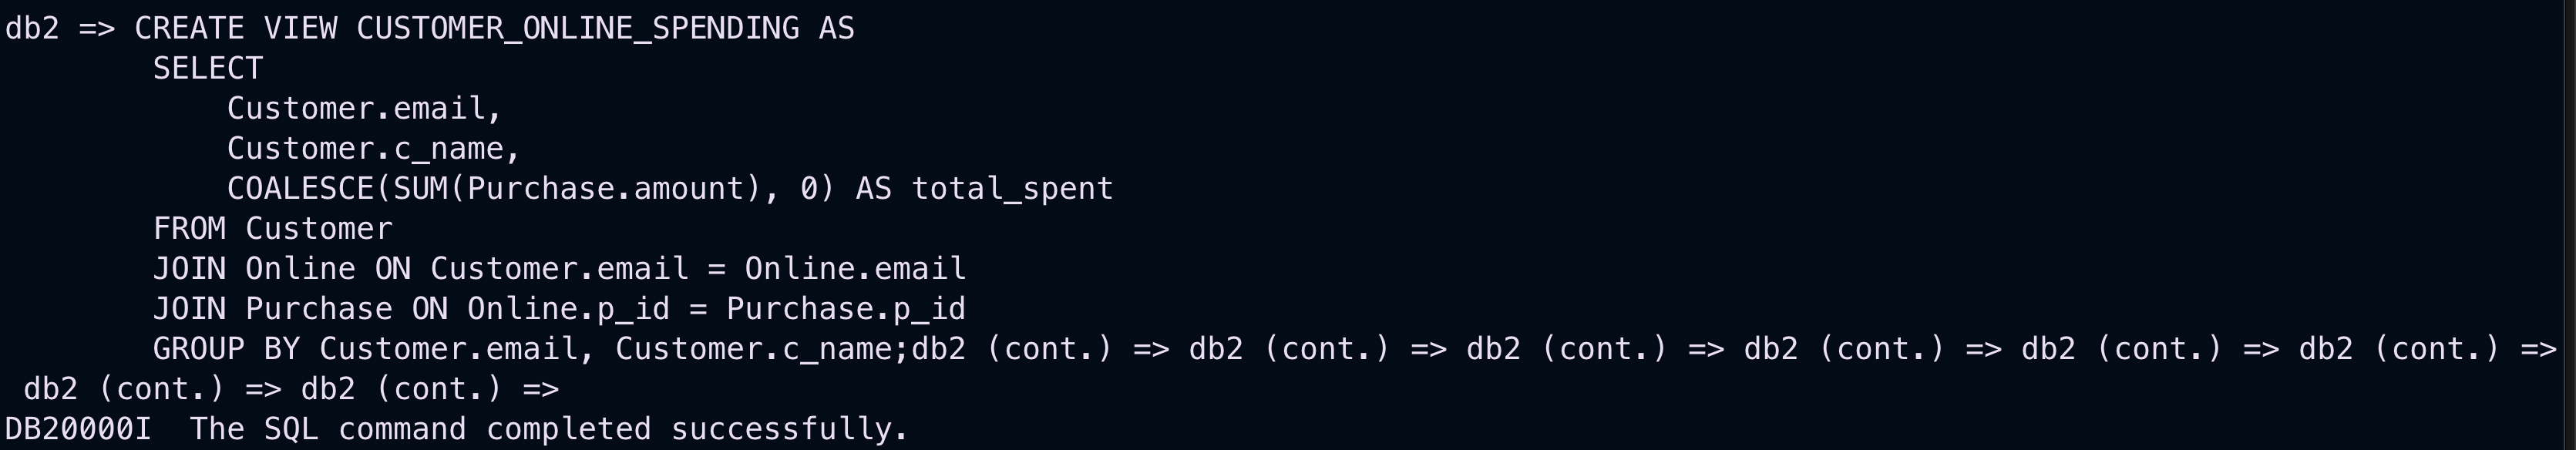 db2 => CREATE VIEW CUSTOMER_ONLINE_SPENDING AS
SELECT
Customer.email,
Customer.c_name,
COALESCE(SUM(Purchase.amount), 0) AS total_spent
FROM Customer
JOIN Online ON Customer.email = Online.email
JOIN Purchase ON Online.p_id = Purchase.p_id
GROUP BY Customer.email, Customer.c_name;db2 (cont.) => db2 (cont.) => db2 (cont.) => db2 (cont.) => db2 (cont.) => db2 (cont.) =>
db2 (cont.) => db2 (cont.) =>
DB20000I  The SQL command completed successfully.